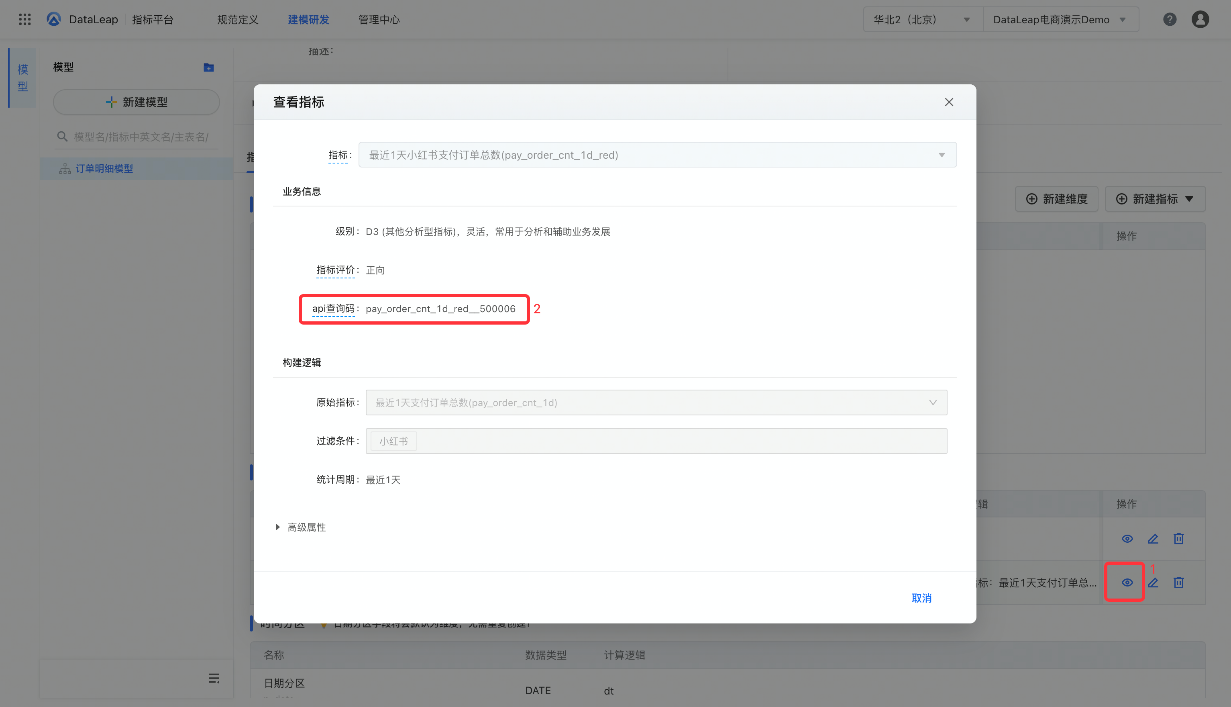 DataLeap 指标平台 规范定义 建模研发 管理中心 华北2（北京） DataLeap电商演示Demo
模型
模型
新建模型
模型名/指标中英文名/主表名/
订单明细模型
描述：
查看指标
指标： 最近1天小红书支付订单总数(pay_order_cnt_1d_red)
业务信息
级别： D3 (其他分析型指标)，灵活，常用于分析和辅助业务发展
指标评价： 正向
api查询码： pay_order_cnt_1d_red__500006 2
构建逻辑
原始指标： 最近1天支付订单总数(pay_order_cnt_1d)
过滤条件： 小红书
统计周期： 最近1天
高级属性
取消
新建维度 新建指标
操作
辑 操作
1
标：最近1天支付订单总...
名称 数据类型 计算逻辑
日期分区 DATE dt